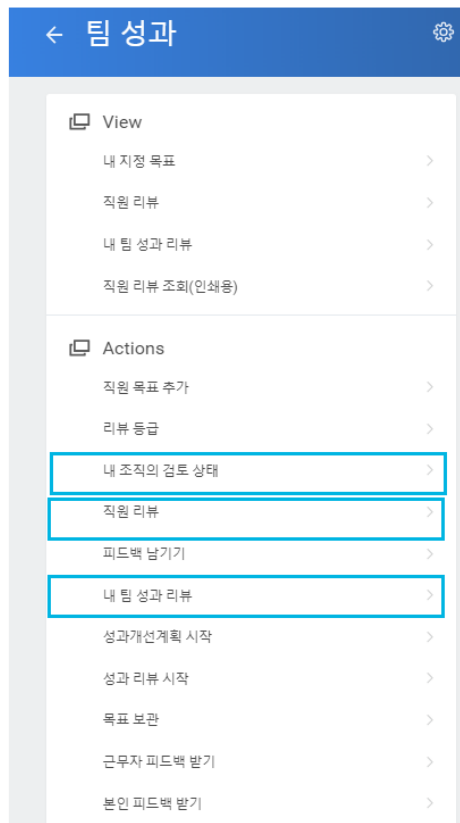 팀 성과
View
내 지정 목표
직원 리뷰
내 팀 성과 리뷰
직원 리뷰 조회(인쇄용)
Actions
직원 목표 추가
리뷰 등급
내 조직의 검토 상태
직원 리뷰
피드백 남기기
내 팀 성과 리뷰
성과개선계획 시작
성과 리뷰 시작
목표 보관
근무자 피드백 받기
본인 피드백 받기